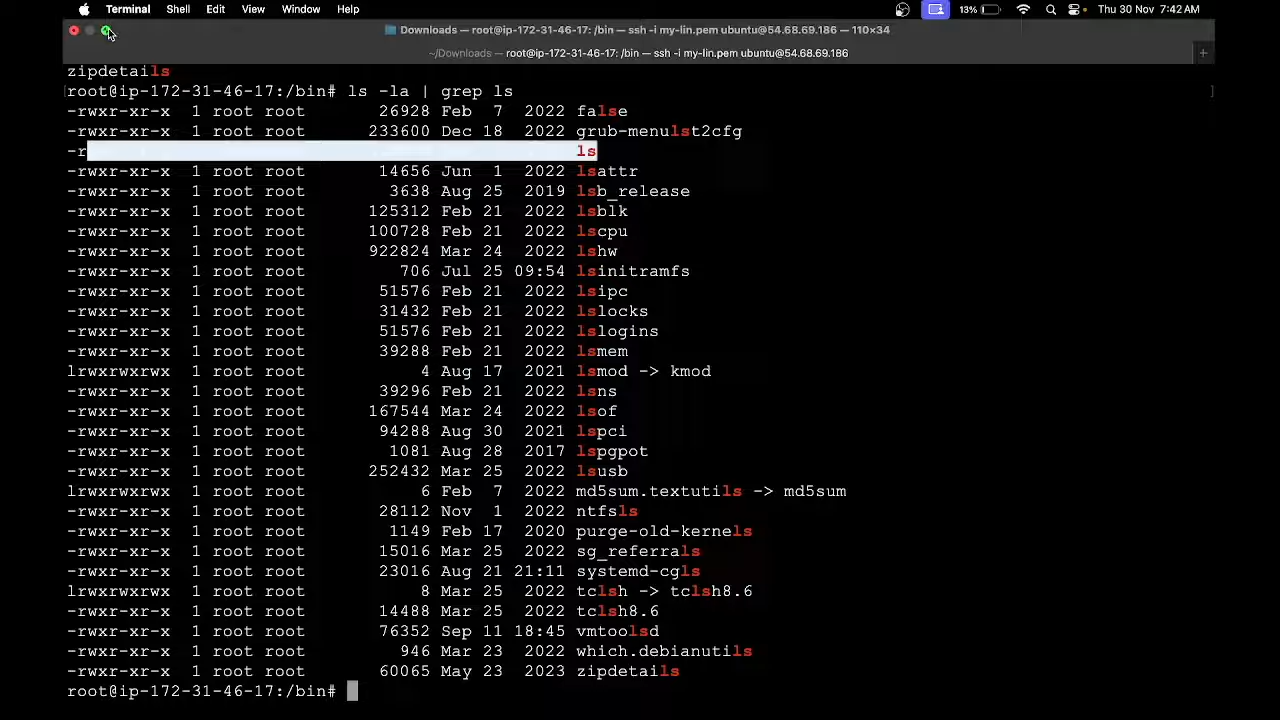 Terminal Shell Edit View Window Help 13% Thu 30 Nov 7:42 AM
Downloads — root@ip-172-31-46-17: /bin — ssh -i my-lin.pem ubuntu@54.68.69.186 — 110×34
~/Downloads — root@ip-172-31-46-17: /bin — ssh -i my-lin.pem ubuntu@54.68.69.186 +
zipdetails
[root@ip-172-31-46-17:/bin# ls -la | grep ls ]
-rwxr-xr-x 1 root root 26928 Feb 7 2022 false
-rwxr-xr-x 1 root root 233600 Dec 18 2022 grub-menulst2cfg
-r ls
-rwxr-xr-x 1 root root 14656 Jun 1 2022 lsattr
-rwxr-xr-x 1 root root 3638 Aug 25 2019 lsb_release
-rwxr-xr-x 1 root root 125312 Feb 21 2022 lsblk
-rwxr-xr-x 1 root root 100728 Feb 21 2022 lscpu
-rwxr-xr-x 1 root root 922824 Mar 24 2022 lshw
-rwxr-xr-x 1 root root 706 Jul 25 09:54 lsinitramfs
-rwxr-xr-x 1 root root 51576 Feb 21 2022 lsipc
-rwxr-xr-x 1 root root 31432 Feb 21 2022 lslocks
-rwxr-xr-x 1 root root 51576 Feb 21 2022 lslogins
-rwxr-xr-x 1 root root 39288 Feb 21 2022 lsmem
lrwxrwxrwx 1 root root 4 Aug 17 2021 lsmod -> kmod
-rwxr-xr-x 1 root root 39296 Feb 21 2022 lsns
-rwxr-xr-x 1 root root 167544 Mar 24 2022 lsof
-rwxr-xr-x 1 root root 94288 Aug 30 2021 lspci
-rwxr-xr-x 1 root root 1081 Aug 28 2017 lspgpot
-rwxr-xr-x 1 root root 252432 Mar 25 2022 lsusb
lrwxrwxrwx 1 root root 6 Feb 7 2022 md5sum.textutils -> md5sum
-rwxr-xr-x 1 root root 28112 Nov 1 2022 ntfsls
-rwxr-xr-x 1 root root 1149 Feb 17 2020 purge-old-kernels
-rwxr-xr-x 1 root root 15016 Mar 25 2022 sg_referrals
-rwxr-xr-x 1 root root 23016 Aug 21 21:11 systemd-cgls
lrwxrwxrwx 1 root root 8 Mar 25 2022 tclsh -> tclsh8.6
-rwxr-xr-x 1 root root 14488 Mar 25 2022 tclsh8.6
-rwxr-xr-x 1 root root 76352 Sep 11 18:45 vmtoolsd
-rwxr-xr-x 1 root root 946 Mar 23 2022 which.debianutils
-rwxr-xr-x 1 root root 60065 May 23 2023 zipdetails
root@ip-172-31-46-17:/bin#